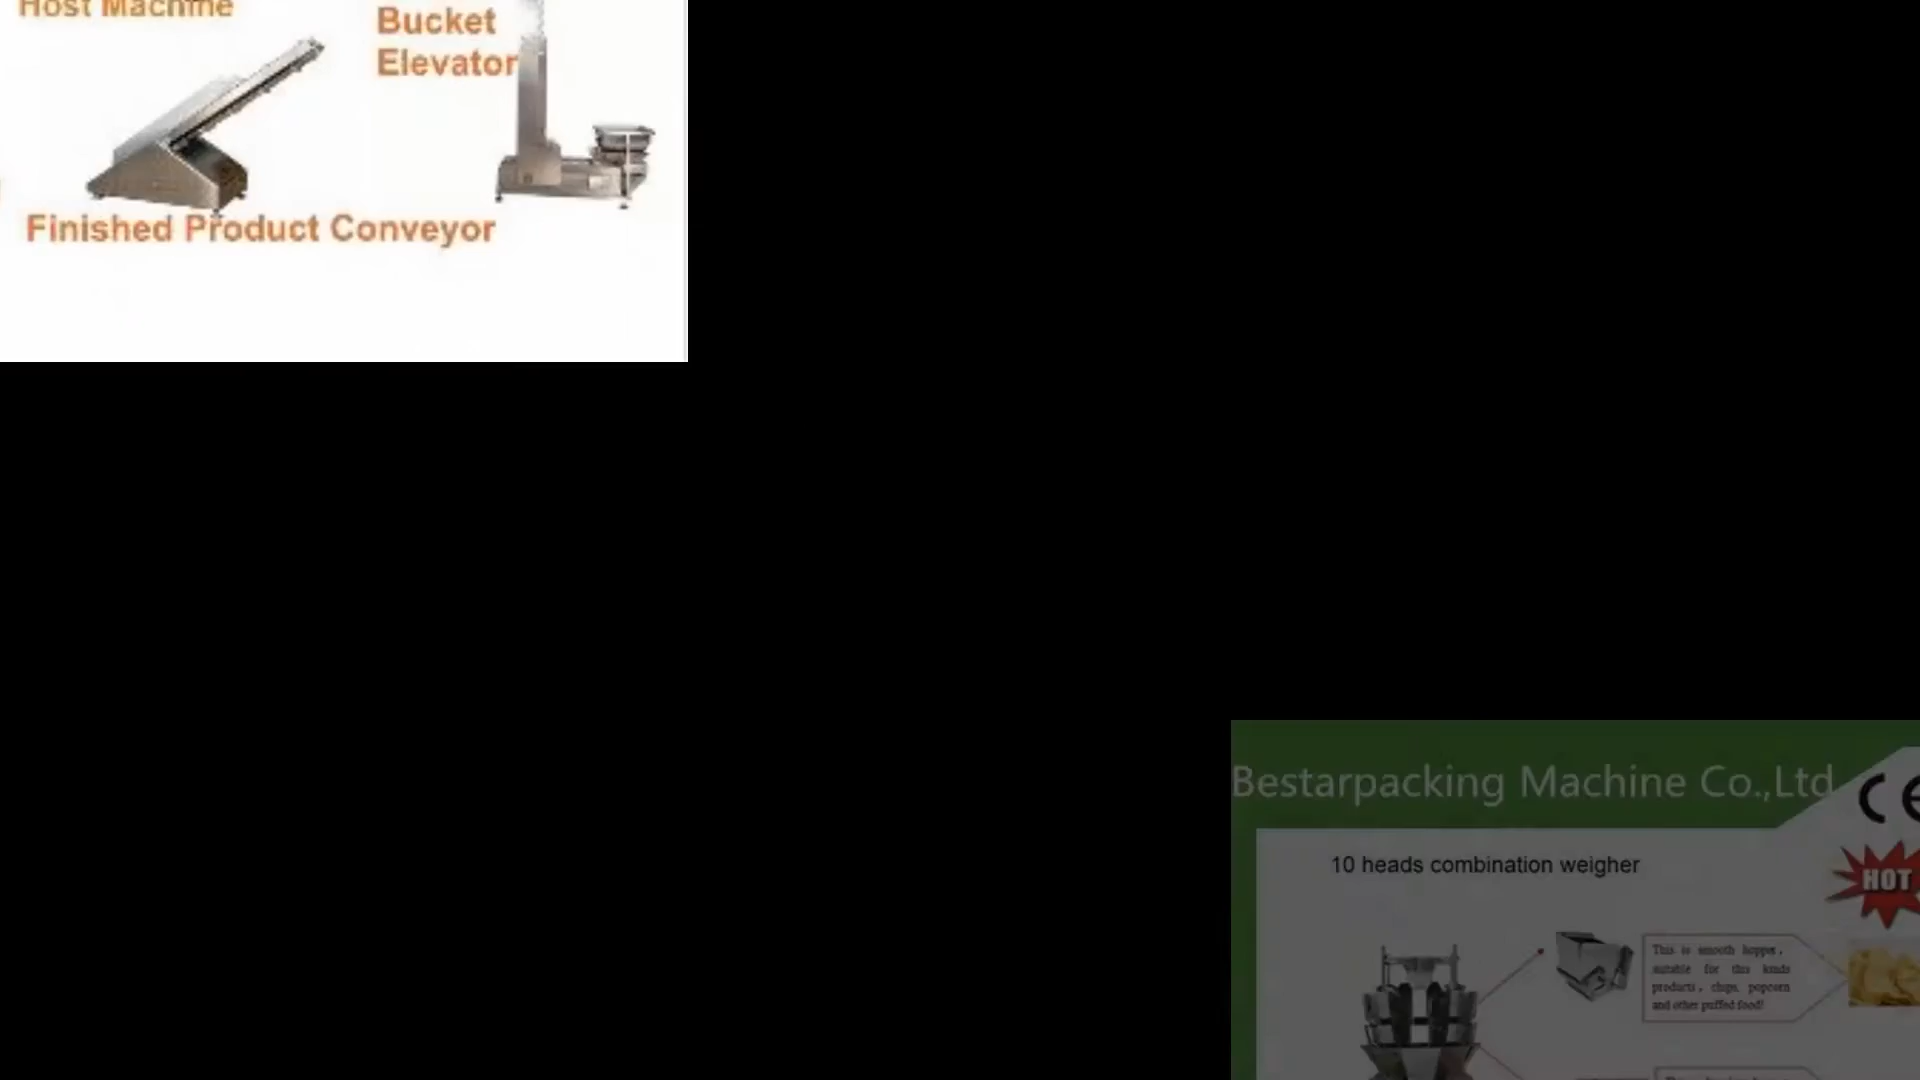 Host Machine
Bucket
Elevator
Finished Product Conveyor
Bestarpacking Machine Co.,Ltd
CE
10 heads combination weigher
HOT
This is smooth hopper,
suitable for this kinds
products, chips, popcorn
and other puffed food!